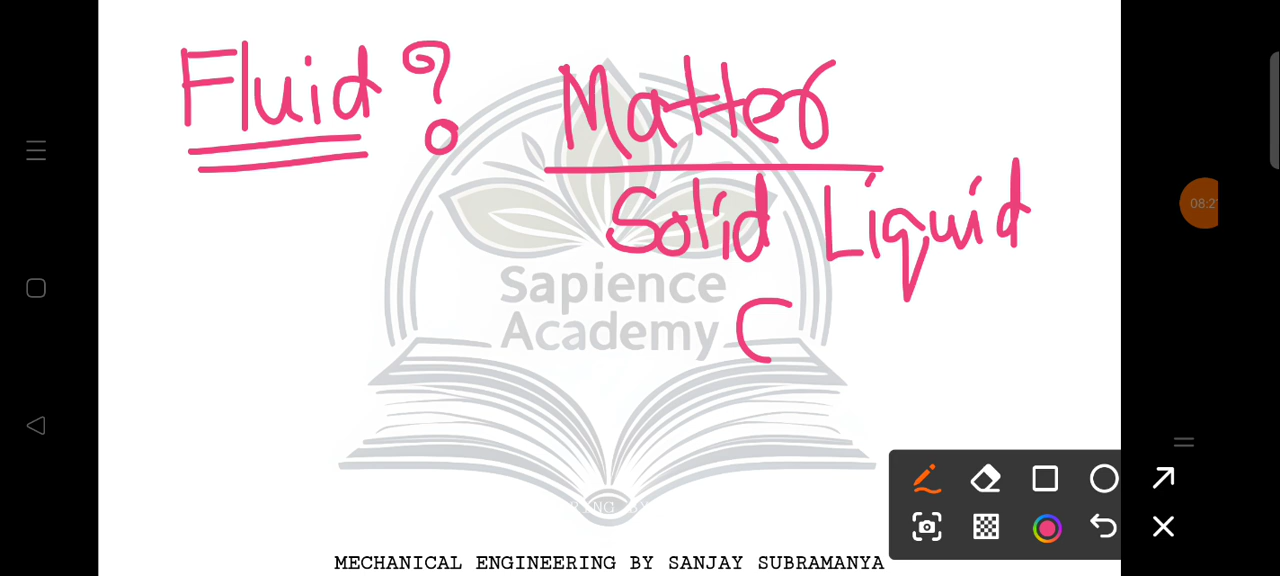 Fluid ? Matter
Solid Liquid
C
Sapience
Academy
MECHANICAL ENGINEERING BY SANJAY SUBRAMANYA